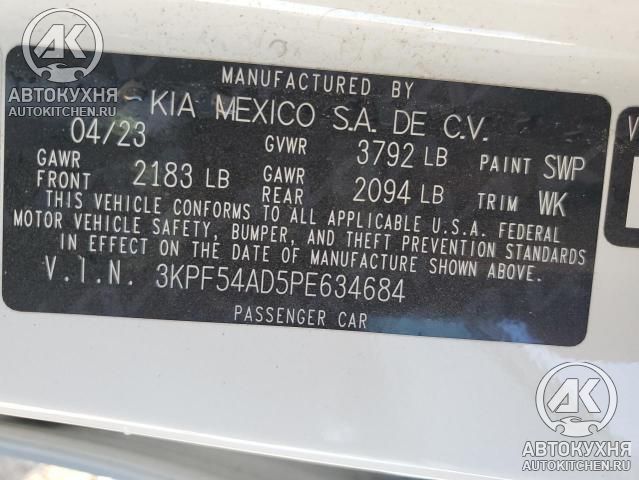 MANUFACTURED BY
KIA MEXICO S.A. DE C.V.
04/23 GVWR 3792 LB PAINT SWP
GAWR FRONT 2183 LB GAWR REAR 2094 LB TRIM WK
THIS VEHICLE CONFORMS TO ALL APPLICABLE U.S.A. FEDERAL
MOTOR VEHICLE SAFETY, BUMPER, AND THEFT PREVENTION STANDARDS
IN EFFECT ON THE DATE OF MANUFACTURE SHOWN ABOVE.
V.I.N. 3KPF54AD5PE634684
PASSENGER CAR
AK
АВТОКУХНЯ
AUTOKITCHEN.RU
AK
АВТОКУХНЯ
AUTOKITCHEN.RU